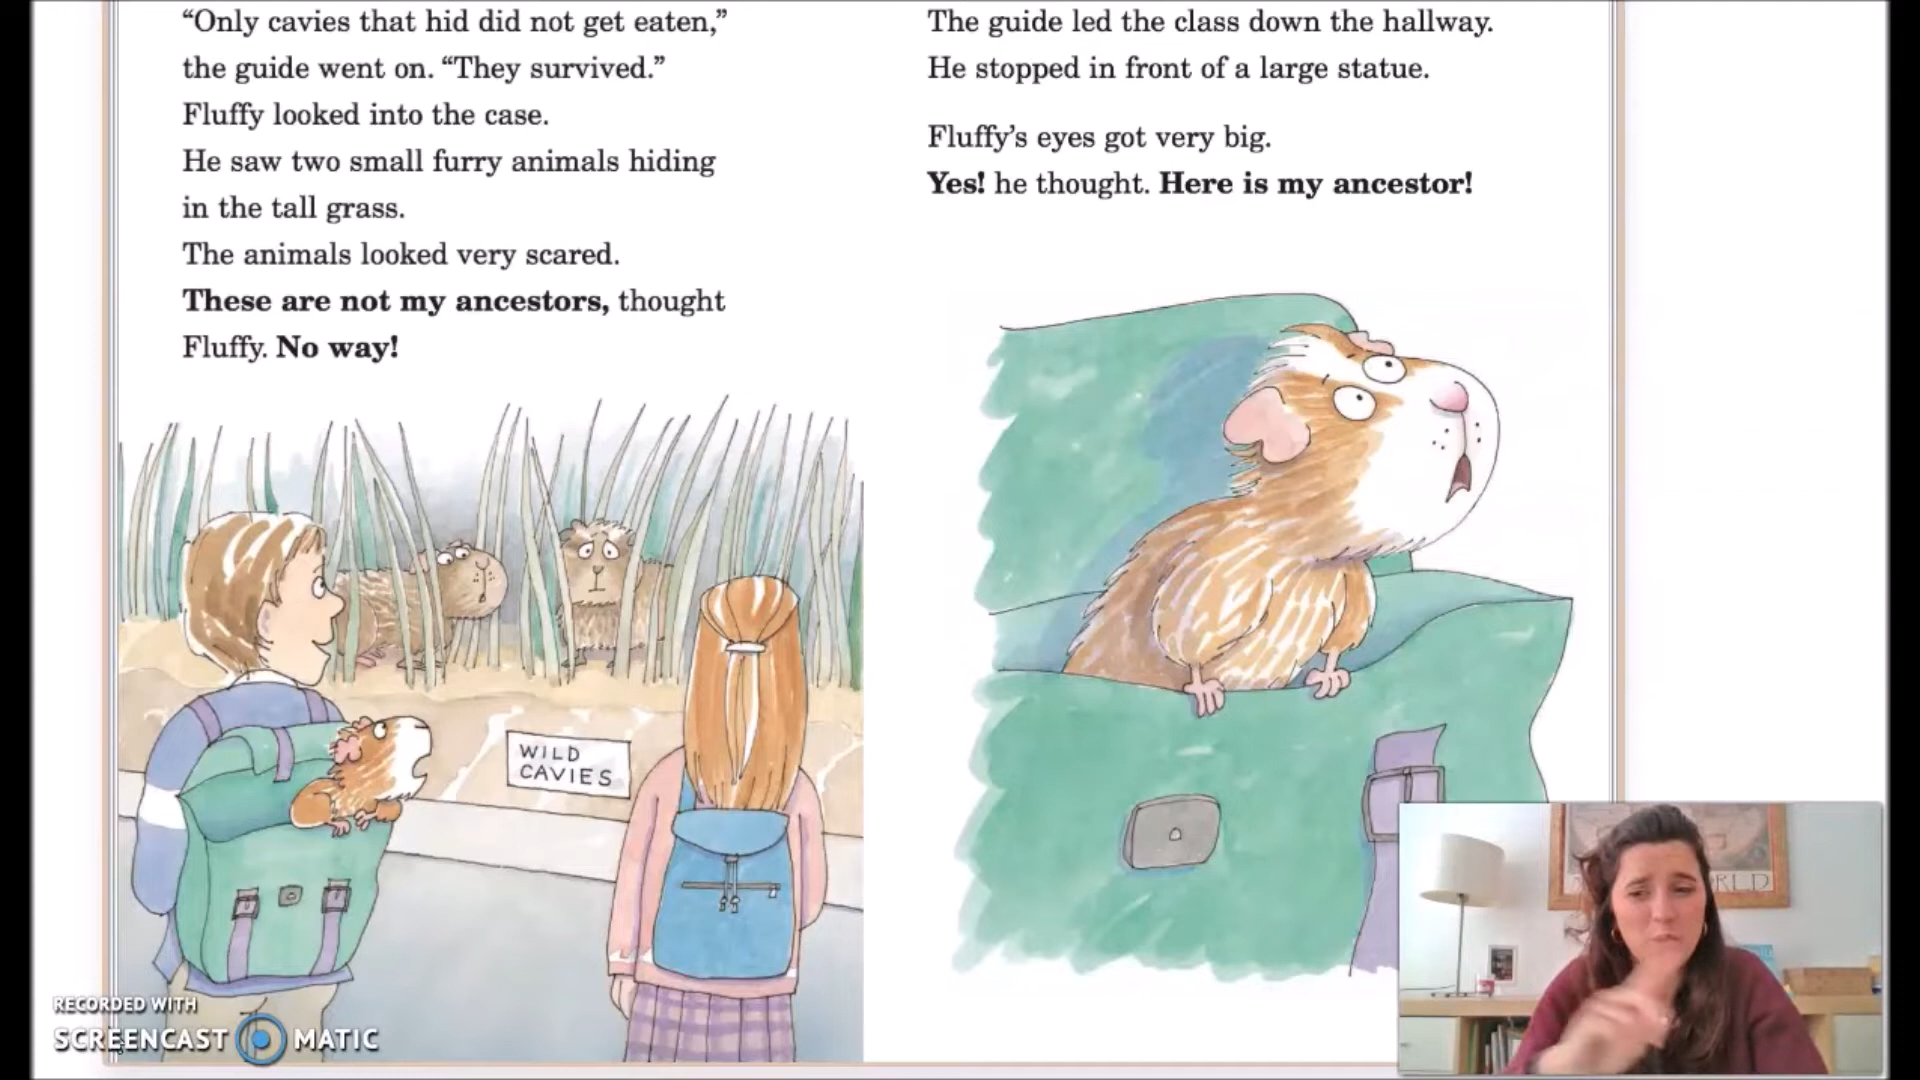 “Only cavies that hid did not get eaten,”
the guide went on. “They survived.”
Fluffy looked into the case.
He saw two small furry animals hiding
in the tall grass.
The animals looked very scared.
These are not my ancestors, thought
Fluffy. No way!
WILD
CAVIES
The guide led the class down the hallway.
He stopped in front of a large statue.
Fluffy’s eyes got very big.
Yes! he thought. Here is my ancestor!
RECORDED WITH
SCREENCAST MATIC